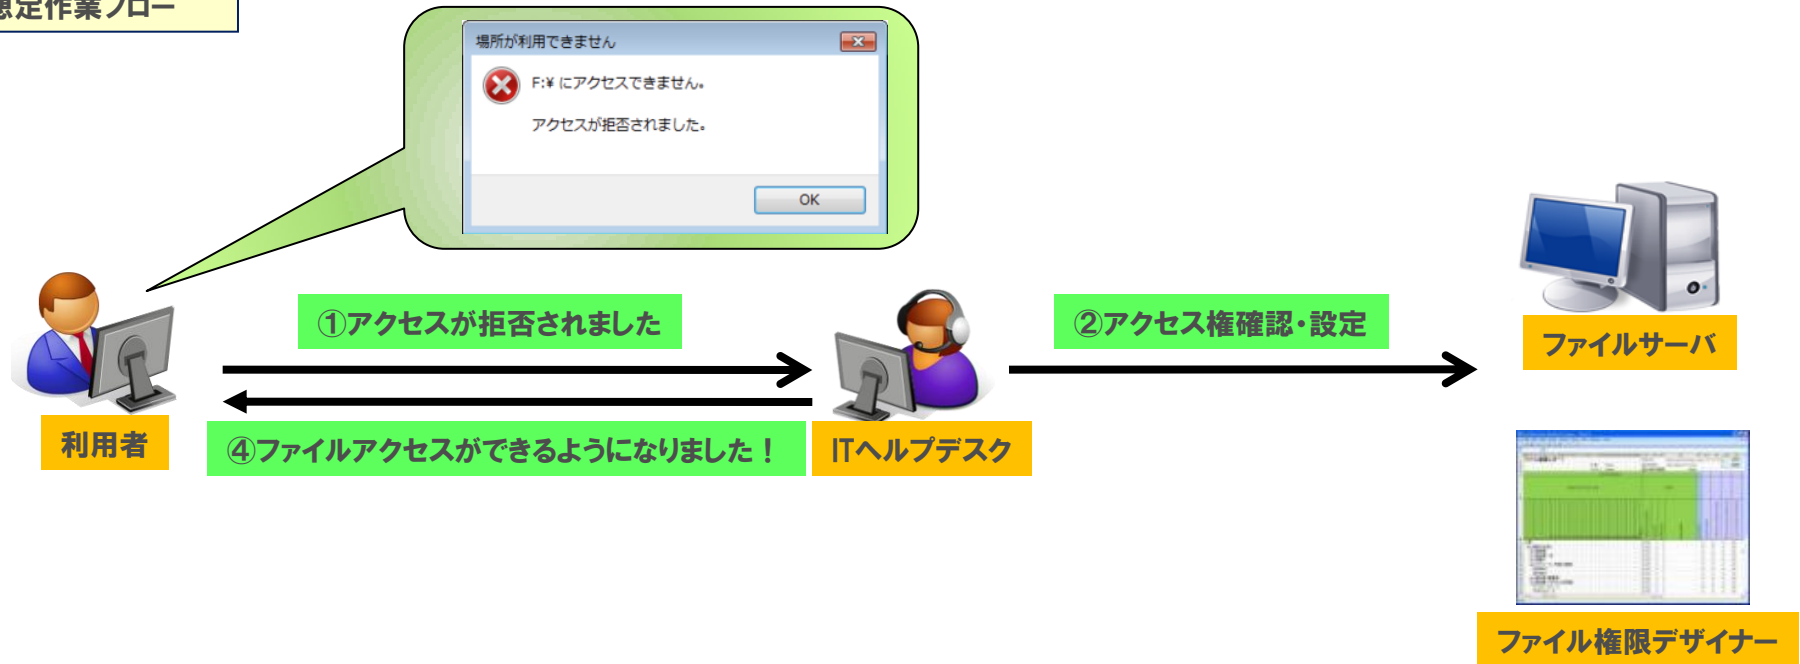 想定作業フロー
場所が利用できません
F:¥ にアクセスできません。
アクセスが拒否されました。
OK
①アクセスが拒否されました
②アクセス権確認・設定
ファイルサーバ
利用者
④ファイルアクセスができるようになりました！
ITヘルプデスク
ファイル権限デザイナー